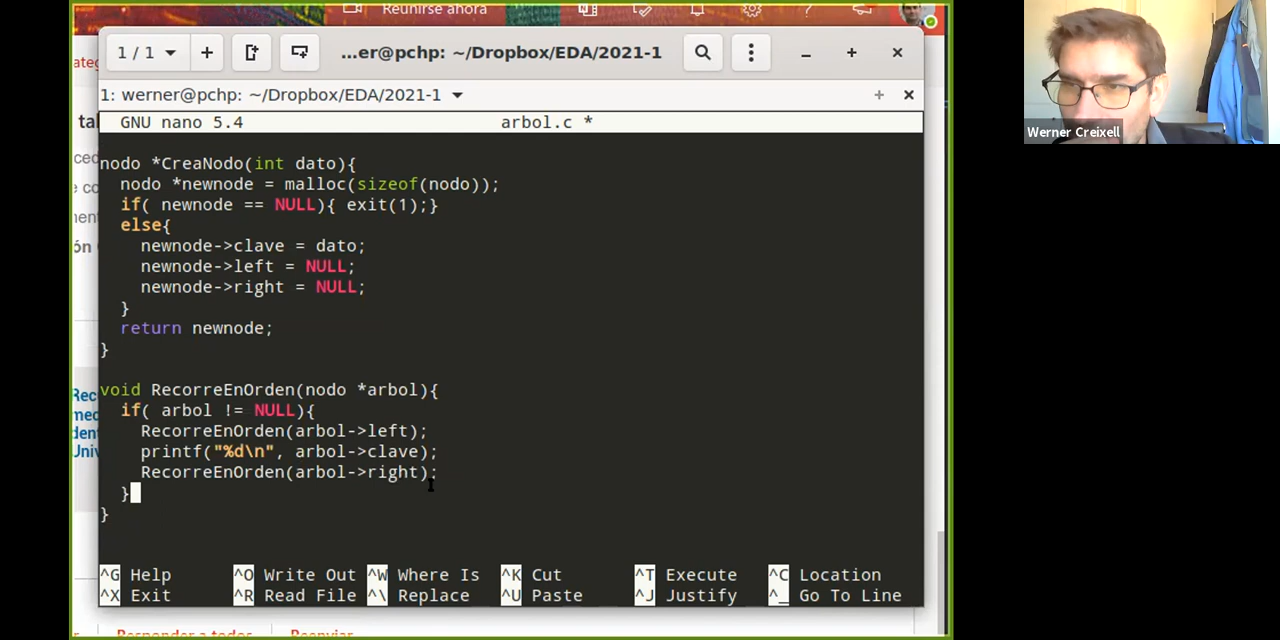 Reunirse ahora
1 / 1
...er@pchp: ~/Dropbox/EDA/2021-1
1: werner@pchp: ~/Dropbox/EDA/2021-1
GNU nano 5.4 arbol.c *
nodo *CreaNodo(int dato){
nodo *newnode = malloc(sizeof(nodo));
if( newnode == NULL){ exit(1);}
else{
newnode->clave = dato;
newnode->left = NULL;
newnode->right = NULL;
}
return newnode;
}
void RecorreEnOrden(nodo *arbol){
if( arbol != NULL){
RecorreEnOrden(arbol->left);
printf("%d\n", arbol->clave);
RecorreEnOrden(arbol->right);
}
}
^G Help ^O Write Out ^W Where Is ^K Cut ^T Execute ^C Location
^X Exit ^R Read File ^\ Replace ^U Paste ^J Justify ^_ Go To Line
Responder a todos Reenviar
Werner Creixell